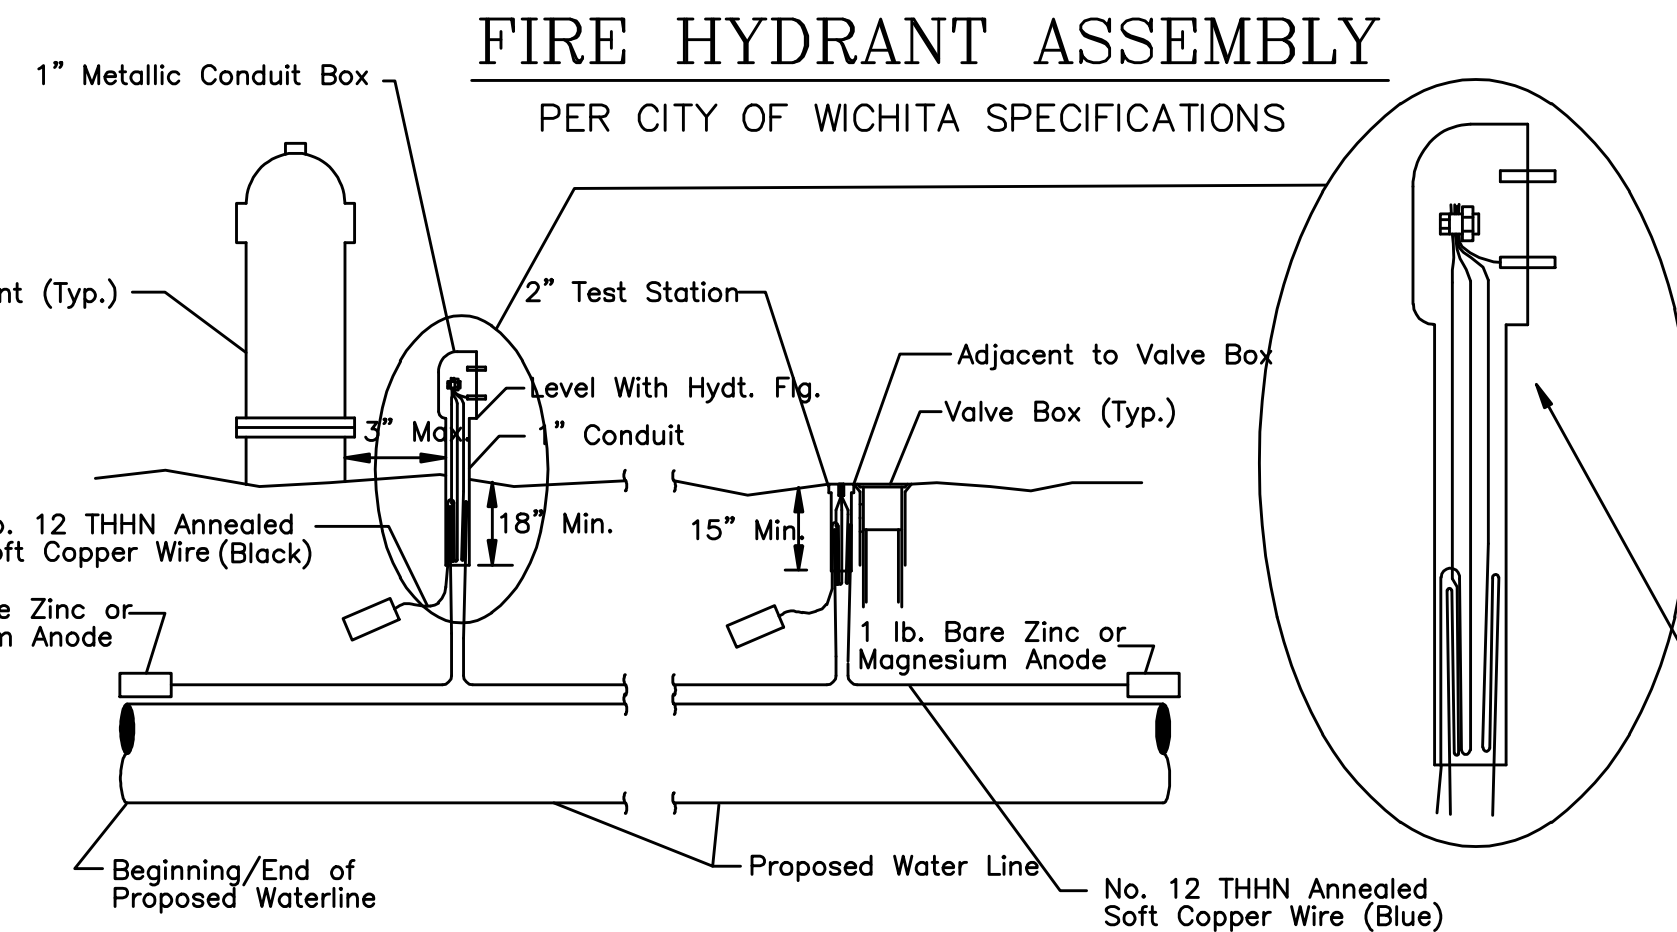 FIRE HYDRANT ASSEMBLY
PER CITY OF WICHITA SPECIFICATIONS
1” Metallic Conduit Box
(Typ.)
2” Test Station
Adjacent to Valve Box
Level With Hydt. Flg.
Valve Box (Typ.)
3” Max.
1” Conduit
12 THHN Annealed
Copper Wire (Black)
18” Min.
15” Min.
Zinc or
Anode
1 lb. Bare Zinc or
Magnesium Anode
Beginning/End of
Proposed Waterline
Proposed Water Line
No. 12 THHN Annealed
Soft Copper Wire (Blue)